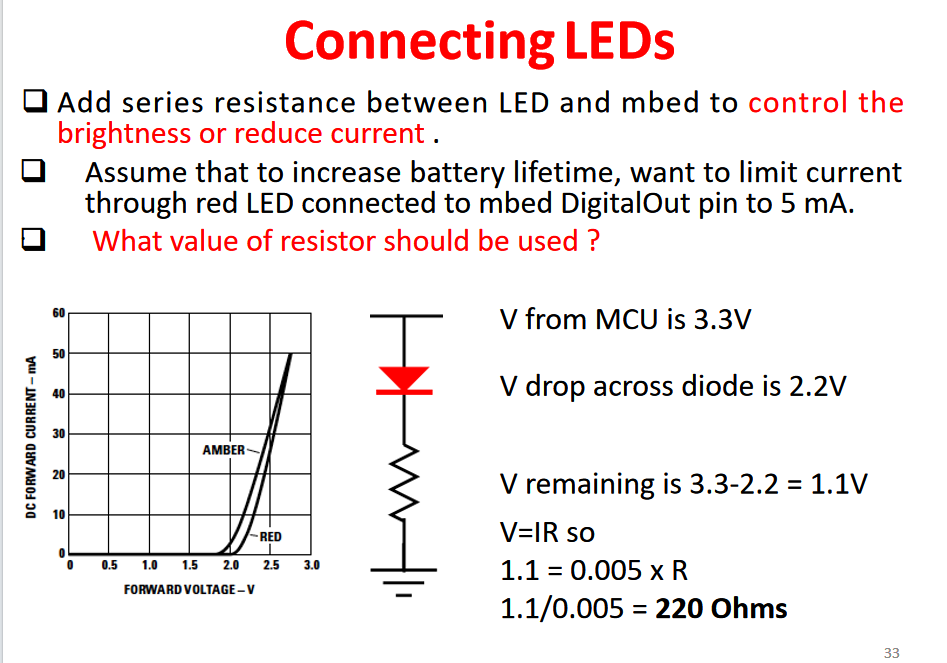 Connecting LEDs
❑ Add series resistance between LED and mbed to control the
brightness or reduce current .
❑ Assume that to increase battery lifetime, want to limit current
through red LED connected to mbed DigitalOut pin to 5 mA.
❑ What value of resistor should be used ?
60
50
40
30
20
10
0
DC FORWARD CURRENT – mA
AMBER
RED
0 0.5 1.0 1.5 2.0 2.5 3.0
FORWARD VOLTAGE – V
V from MCU is 3.3V
V drop across diode is 2.2V
V remaining is 3.3-2.2 = 1.1V
V=IR so
1.1 = 0.005 x R
1.1/0.005 = 220 Ohms
33